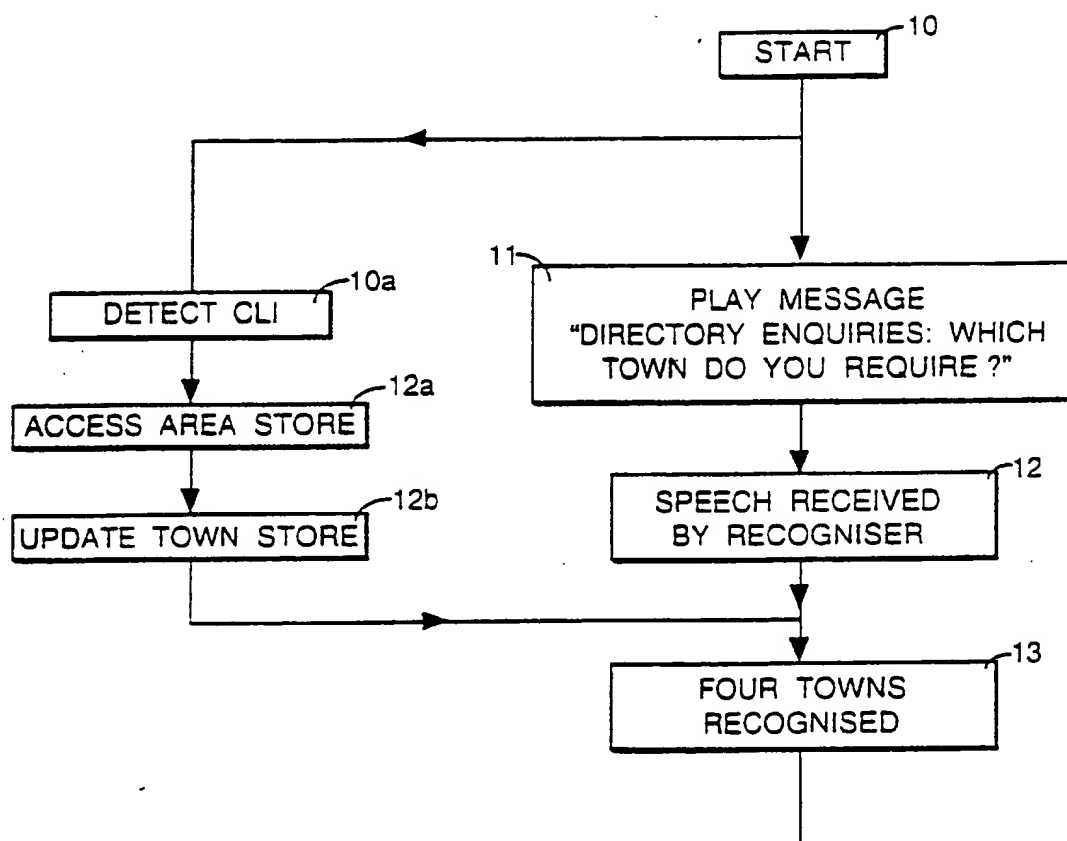 10
START
11
PLAY MESSAGE
“DIRECTORY ENQUIRIES: WHICH
TOWN DO YOU REQUIRE ?”
10a
DETECT CLI
12a
ACCESS AREA STORE
12b
UPDATE TOWN STORE
12
SPEECH RECEIVED
BY RECOGNISER
13
FOUR TOWNS
RECOGNISED